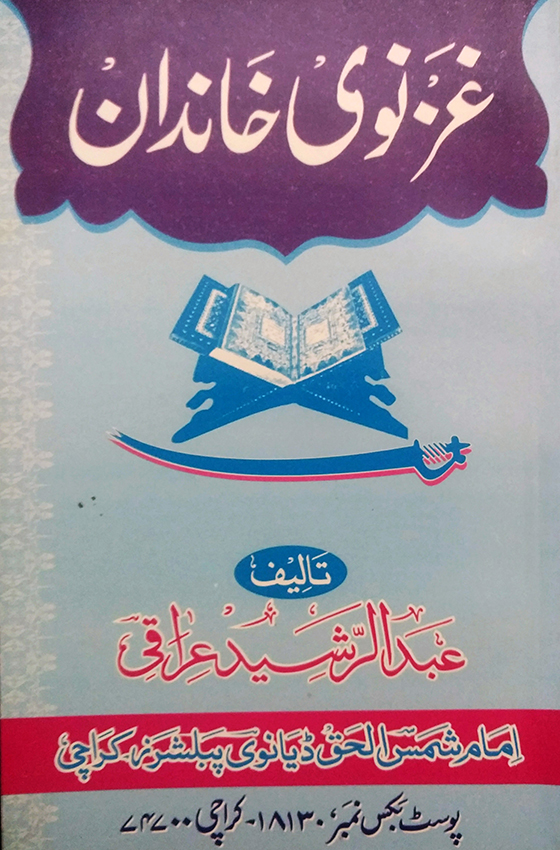 غزنوی خاندان
تالیف
عبدالرشید عراقی
امام شمس الحق ڈیانوی پبلشرز۔ کراچی
پوسٹ بکس نمبر ۱۸۱۳۰۔ کراچی ۷۴۷۰۰